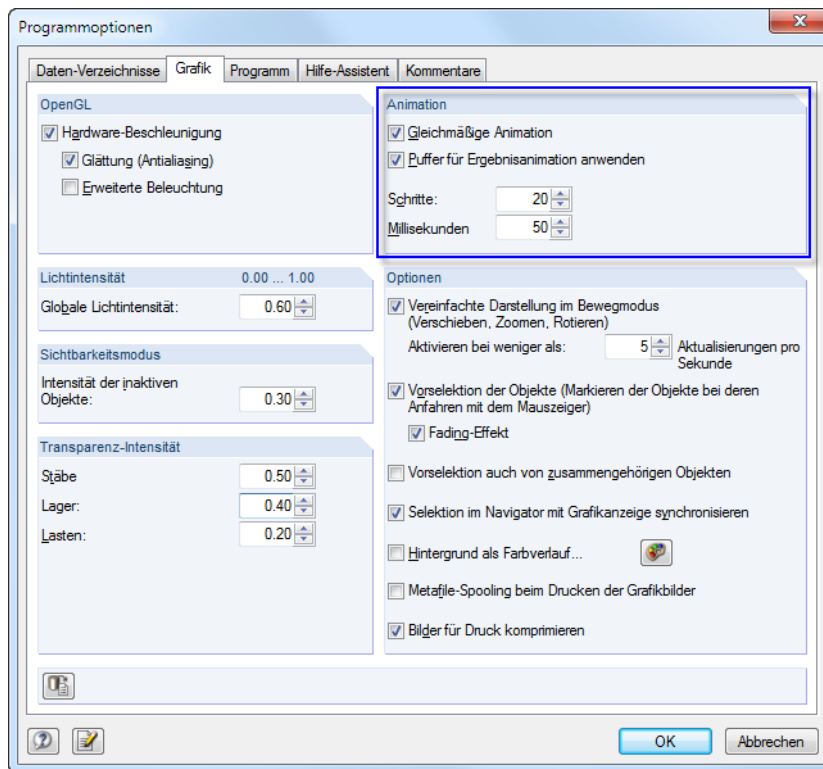 Programmoptionen
Daten-Verzeichnisse
Grafik
Programm
Hilfe-Assistent
Kommentare
OpenGL
Hardware-Beschleunigung
Glättung (Antialiasing)
Erweiterte Beleuchtung
Animation
Gleichmäßige Animation
Puffer für Ergebnisanimation anwenden
Schritte: 20
Millisekunden 50
Lichtintensität 0.00 ... 1.00
Globale Lichtintensität: 0.60
Sichtbarkeitsmodus
Intensität der inaktiven
Objekte: 0.30
Transparenz-Intensität
Stäbe 0.50
Lager: 0.40
Lasten: 0.20
Optionen
Vereinfachte Darstellung im Bewegmodus
(Verschieben, Zoomen, Rotieren)
Aktivieren bei weniger als: 5 Aktualisierungen pro
Sekunde
Vorselektion der Objekte (Markieren der Objekte bei deren
Anfahren mit dem Mauszeiger)
Fading-Effekt
Vorselektion auch von zusammengehörigen Objekten
Selektion im Navigator mit Grafikanzeige synchronisieren
Hintergrund als Farbverlauf...
Metafile-Spooling beim Drucken der Grafikbilder
Bilder für Druck komprimieren
OK
Abbrechen